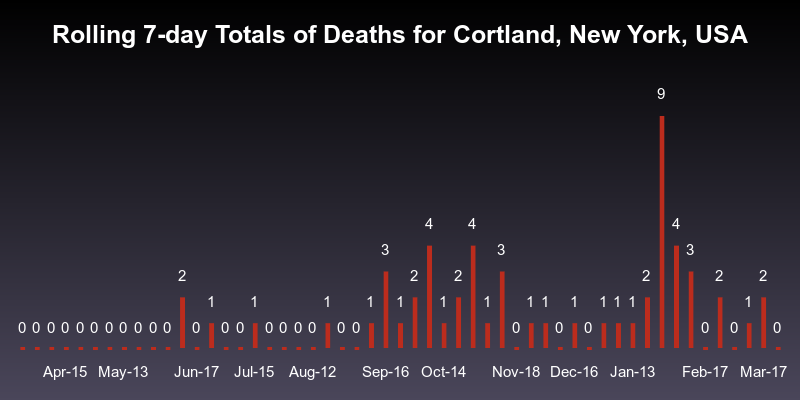 Rolling 7-day Totals of Deaths for Cortland, New York, USA
0 0 0 0 0 0 0 0 0 0 0 2 0 1 0 0 1 0 0 0 0 1 0 0 1 3 1 2 4 1 2 4 1 3 0 1 1 0 1 0 1 1 1 2 9 4 3 0 2 0 1 2 0
Apr-15 May-13 Jun-17 Jul-15 Aug-12 Sep-16 Oct-14 Nov-18 Dec-16 Jan-13 Feb-17 Mar-17